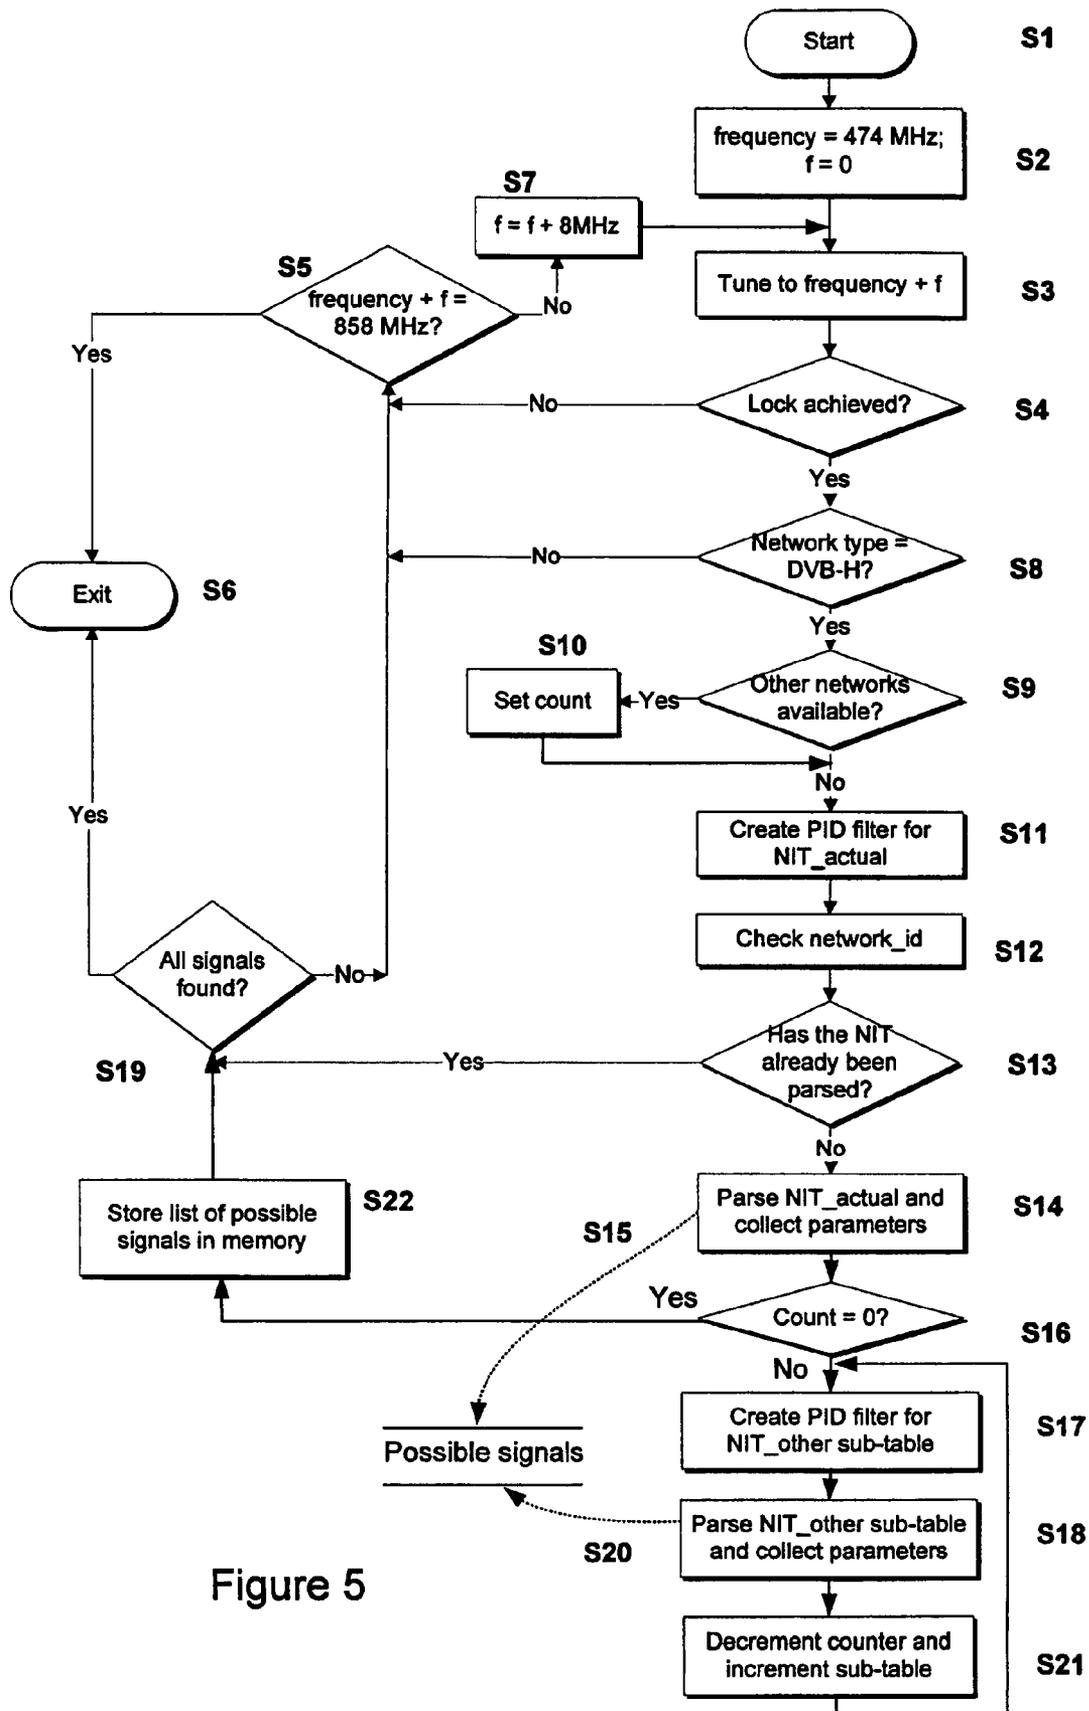 Start
S1
frequency = 474 MHz;
f = 0
S2
S7
f = f + 8MHz
S5
frequency + f =
858 MHz?
No
Yes
Tune to frequency + f
S3
Lock achieved?
S4
No
Yes
Network type =
DVB-H?
S8
No
Yes
Exit
S6
S10
Set count
Yes
Other networks
available?
S9
No
Yes
Create PID filter for
NIT_actual
S11
Check network_id
S12
All signals
found?
No
S19
Yes
Has the NIT
already been
parsed?
S13
No
Store list of possible
signals in memory
S22
S15
Parse NIT_actual and
collect parameters
S14
Yes
Count = 0?
S16
No
Create PID filter for
NIT_other sub-table
S17
Possible signals
Parse NIT_other sub-table
and collect parameters
S18
S20
Figure 5
Decrement counter and
increment sub-table
S21